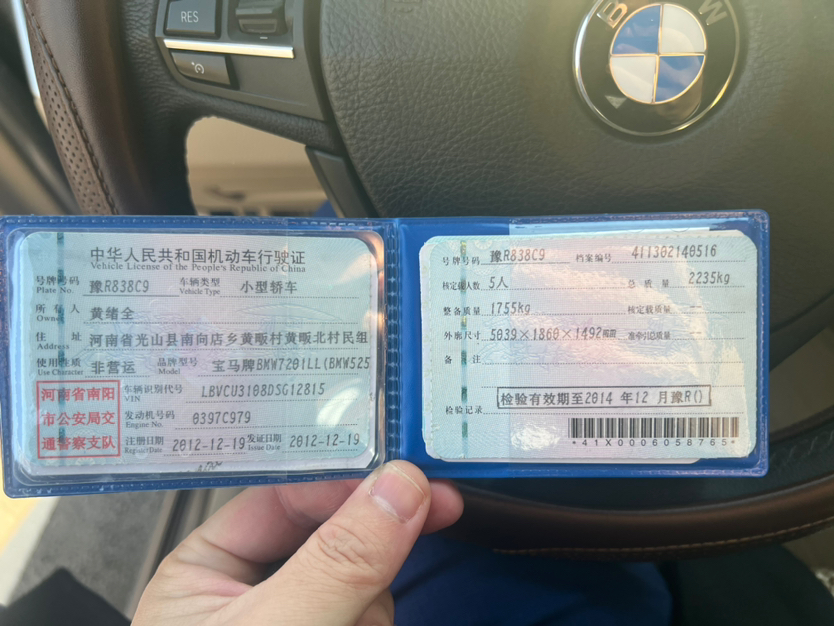 RES
B M W
中华人民共和国机动车行驶证
Vehicle License of the People's Republic of China
号牌号码 豫R838C9 车辆类型 小型轿车
Plate No. Vehicle Type
所有人 黄绪全
Owner
住址 河南省光山县南向店乡黄畈村黄畈北村民组
Address
使用性质 非营运 品牌型号 宝马牌BMW7201LL(BMW525
Use Character Model
河南省南阳
市公安局交
通警察支队
车辆识别代号 LBVCU3108DSG12815
VIN
发动机号码 0397C979
Engine No.
注册日期 2012-12-19 发证日期 2012-12-19
Register Date Issue Date
号牌号码 豫R838C9 档案编号 411302140516
核定载人数 5人 总质量 2235kg
整备质量 1755kg 核定载质量 --
外廓尺寸 5039×1860×1492mm 准牵引总质量 --
备注
检验有效期至2014 年12 月豫R()
检验记录
*41X0006058765*